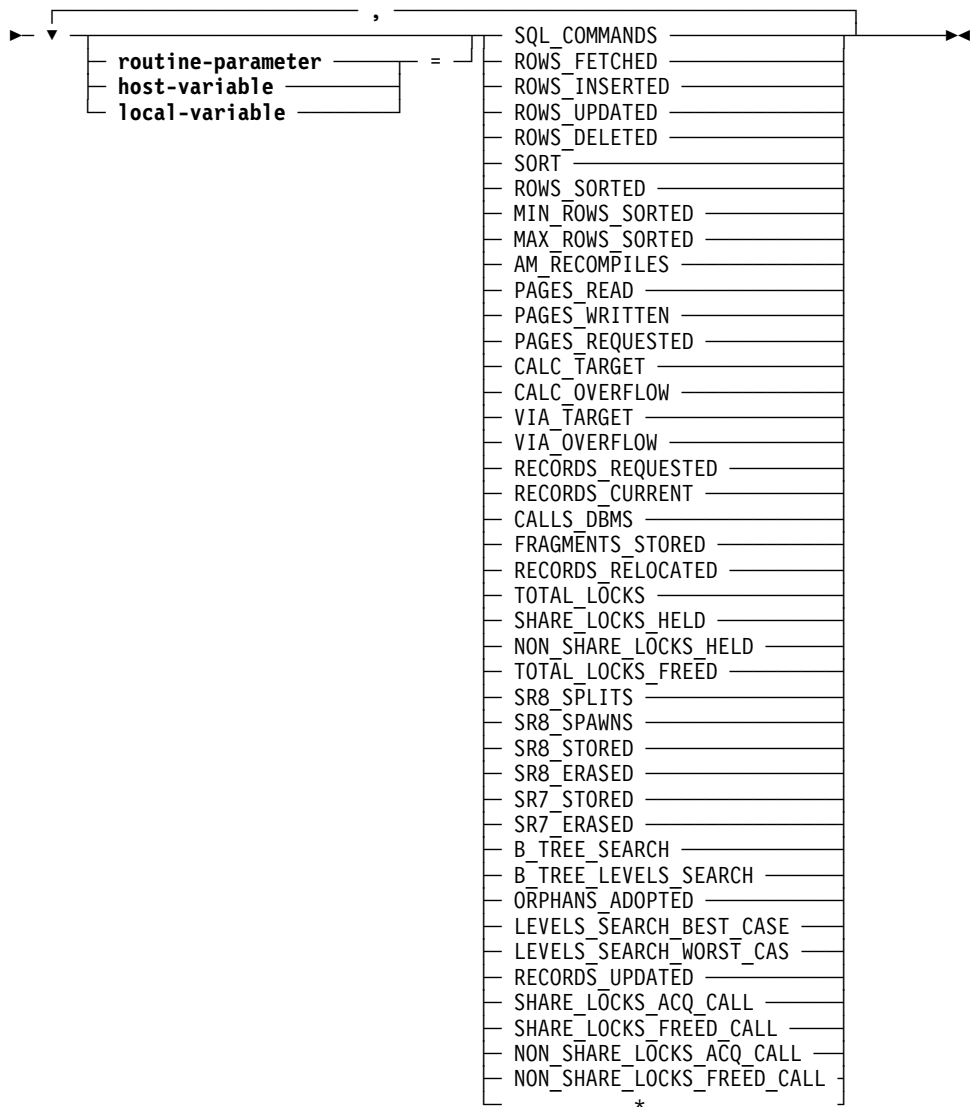 ,
SQL_COMMANDS
routine-parameter = ROWS_FETCHED
host-variable ROWS_INSERTED
local-variable ROWS_UPDATED
ROWS_DELETED
SORT
ROWS_SORTED
MIN_ROWS_SORTED
MAX_ROWS_SORTED
AM_RECOMPILES
PAGES_READ
PAGES_WRITTEN
PAGES_REQUESTED
CALC_TARGET
CALC_OVERFLOW
VIA_TARGET
VIA_OVERFLOW
RECORDS_REQUESTED
RECORDS_CURRENT
CALLS_DBMS
FRAGMENTS_STORED
RECORDS_RELOCATED
TOTAL_LOCKS
SHARE_LOCKS_HELD
NON_SHARE_LOCKS_HELD
TOTAL_LOCKS_FREED
SR8_SPLITS
SR8_SPAWNS
SR8_STORED
SR8_ERASED
SR7_STORED
SR7_ERASED
B_TREE_SEARCH
B_TREE_LEVELS_SEARCH
ORPHANS_ADOPTED
LEVELS_SEARCH_BEST_CASE
LEVELS_SEARCH_WORST_CAS
RECORDS_UPDATED
SHARE_LOCKS_ACQ_CALL
SHARE_LOCKS_FREED_CALL
NON_SHARE_LOCKS_ACQ_CALL
NON_SHARE_LOCKS_FREED_CALL
*